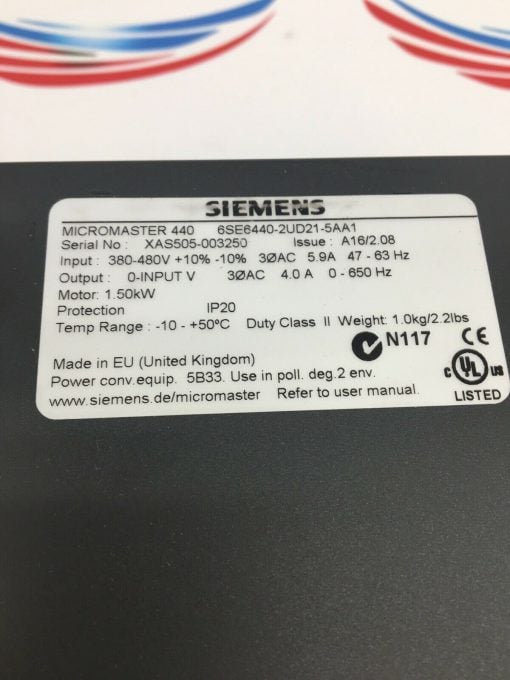 SIEMENS
MICROMASTER 440 6SE6440-2UD21-5AA1
Serial No : XAS505-003250 Issue : A16/2.08
Input : 380-480V +10% -10% 3ØAC 5.9A 47 - 63 Hz
Output : 0-INPUT V 3ØAC 4.0 A 0 - 650 Hz
Motor: 1.50kW
Protection IP20
Temp Range : -10 - +50ºC Duty Class II Weight: 1.0kg/2.2lbs
N117 CE
Made in EU (United Kingdom)
Power conv.equip. 5B33. Use in poll. deg.2 env.
c UL us
www.siemens.de/micromaster Refer to user manual.
LISTED